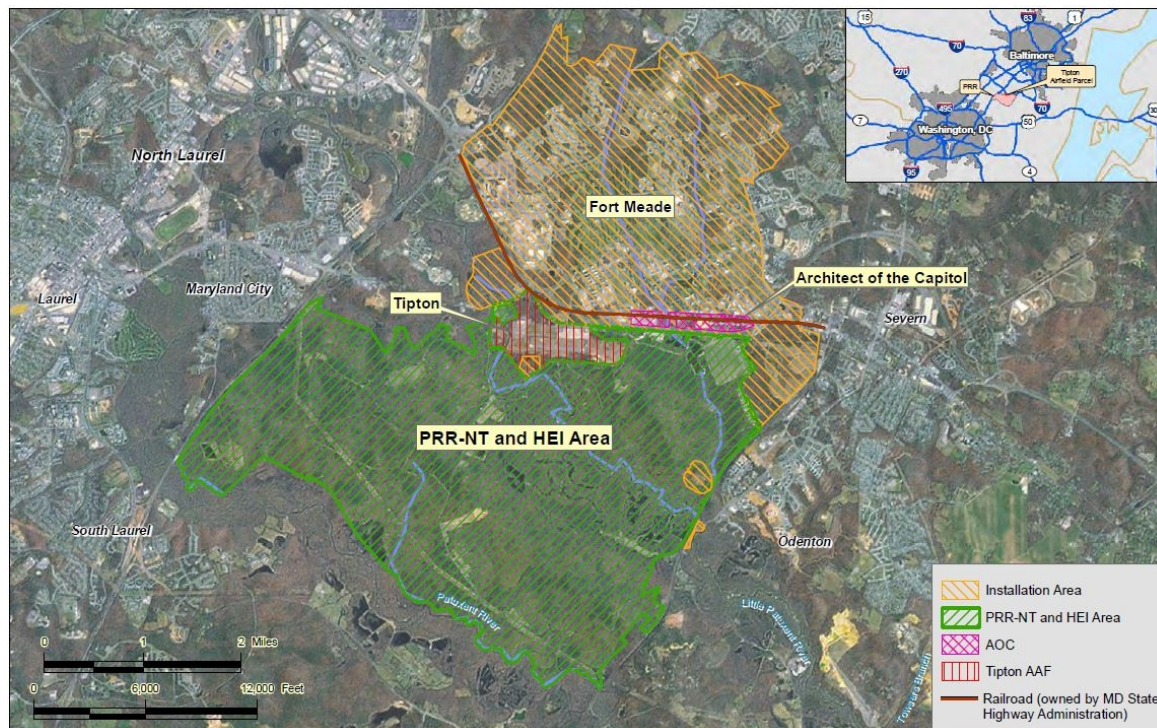 North Laurel
Fort Meade
Architect of the Capitol
Maryland City
Laurel
Tipton
Severn
PRR-NT and HEI Area
South Laurel
Odenton
Patuxent River
Little Patuxent River
Towsers Branch
0 1 2 Miles
0 6,000 12,000 Feet
15
83
1
70
Baltimore
270
PRR
Tipton
Airfield Parcel
495
70
7
Washington, DC
50
95
4
Installation Area
PRR-NT and HEI Area
AOC
Tipton AAF
Railroad (owned by MD State
Highway Administration)